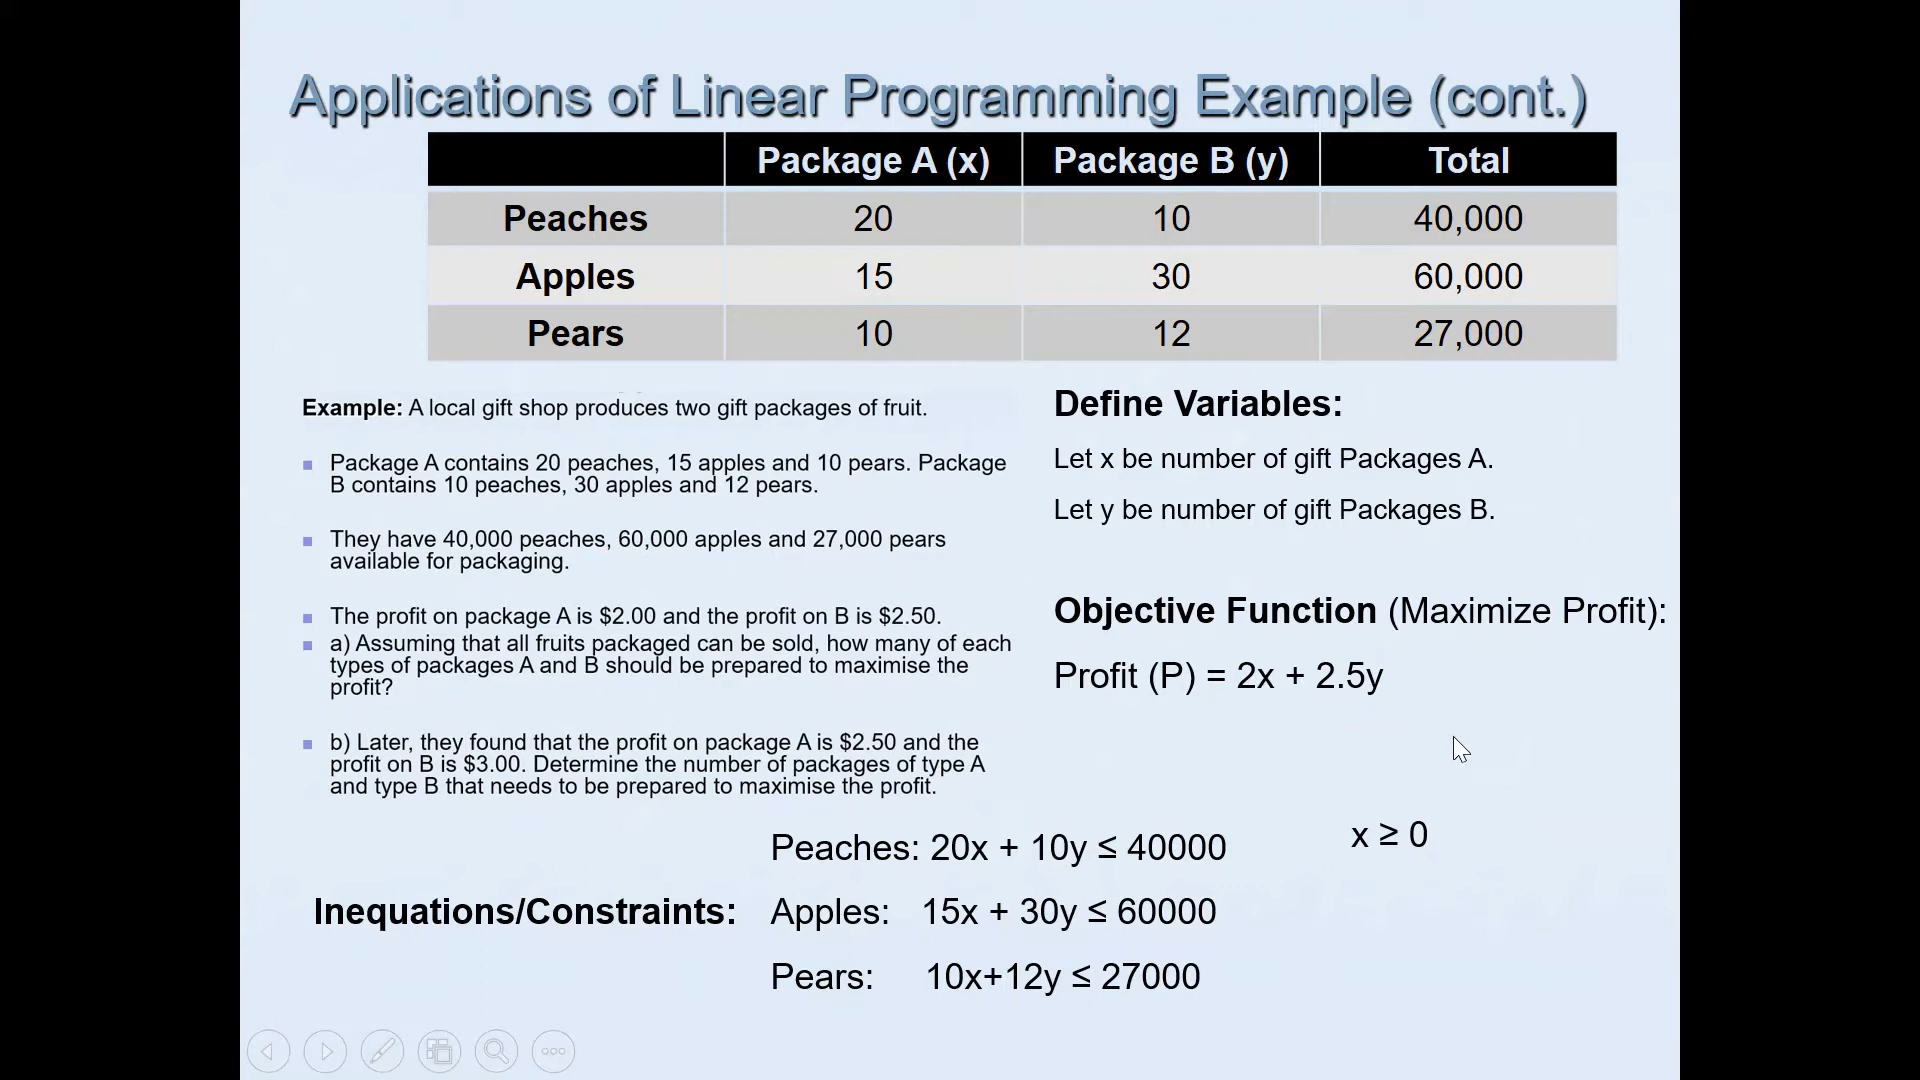 Applications of Linear Programming Example (cont.)
Package A (x) Package B (y) Total
Peaches 20 10 40,000
Apples 15 30 60,000
Pears 10 12 27,000
Example: A local gift shop produces two gift packages of fruit.
Package A contains 20 peaches, 15 apples and 10 pears. Package
B contains 10 peaches, 30 apples and 12 pears.
They have 40,000 peaches, 60,000 apples and 27,000 pears
available for packaging.
The profit on package A is $2.00 and the profit on B is $2.50.
a) Assuming that all fruits packaged can be sold, how many of each
types of packages A and B should be prepared to maximise the
profit?
b) Later, they found that the profit on package A is $2.50 and the
profit on B is $3.00. Determine the number of packages of type A
and type B that needs to be prepared to maximise the profit.
Define Variables:
Let x be number of gift Packages A.
Let y be number of gift Packages B.
Objective Function (Maximize Profit):
Profit (P) = 2x + 2.5y
Inequations/Constraints:
Peaches: 20x + 10y ≤ 40000
Apples: 15x + 30y ≤ 60000
Pears: 10x+12y ≤ 27000
x ≥ 0